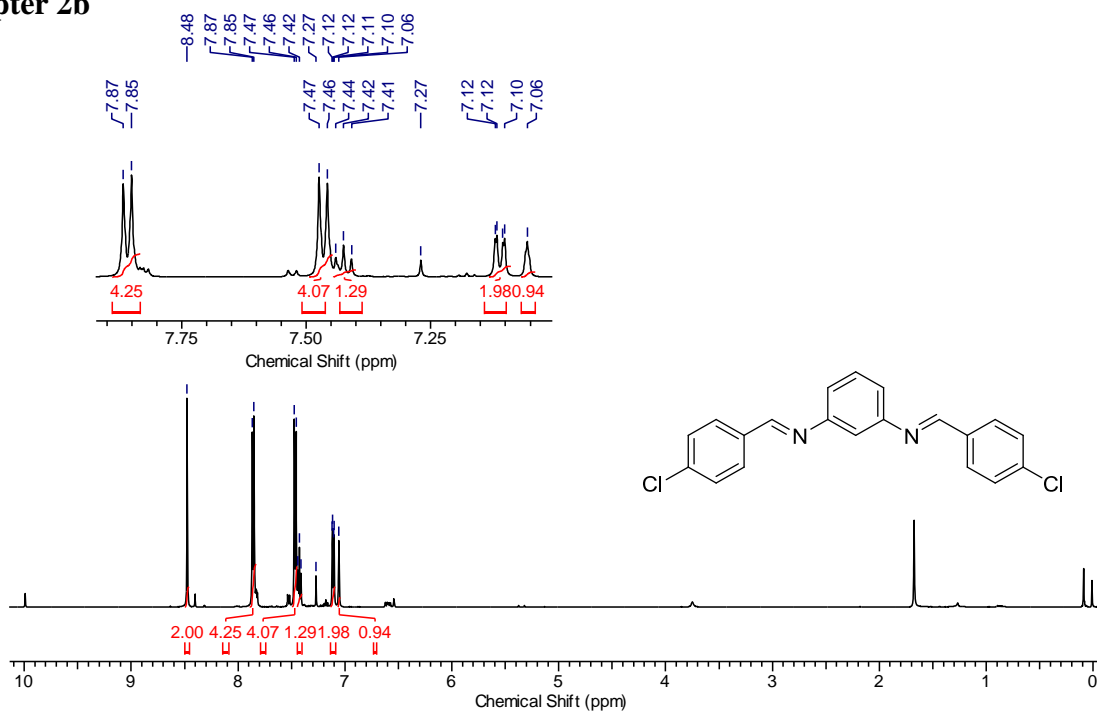 pter 2b
8.48 7.87 7.85 7.47 7.46 7.42 7.27 7.12 7.12 7.11 7.10 7.06
7.87 7.85 7.47 7.46 7.44 7.42 7.41 7.27 7.12 7.12 7.10 7.06
4.25 4.07 1.29 1.98 0.94
7.75 7.50 7.25
Chemical Shift (ppm)
N N
Cl Cl
2.00 4.25 4.07 1.29 1.98 0.94
10 9 8 7 6 5 4 3 2 1 0
Chemical Shift (ppm)